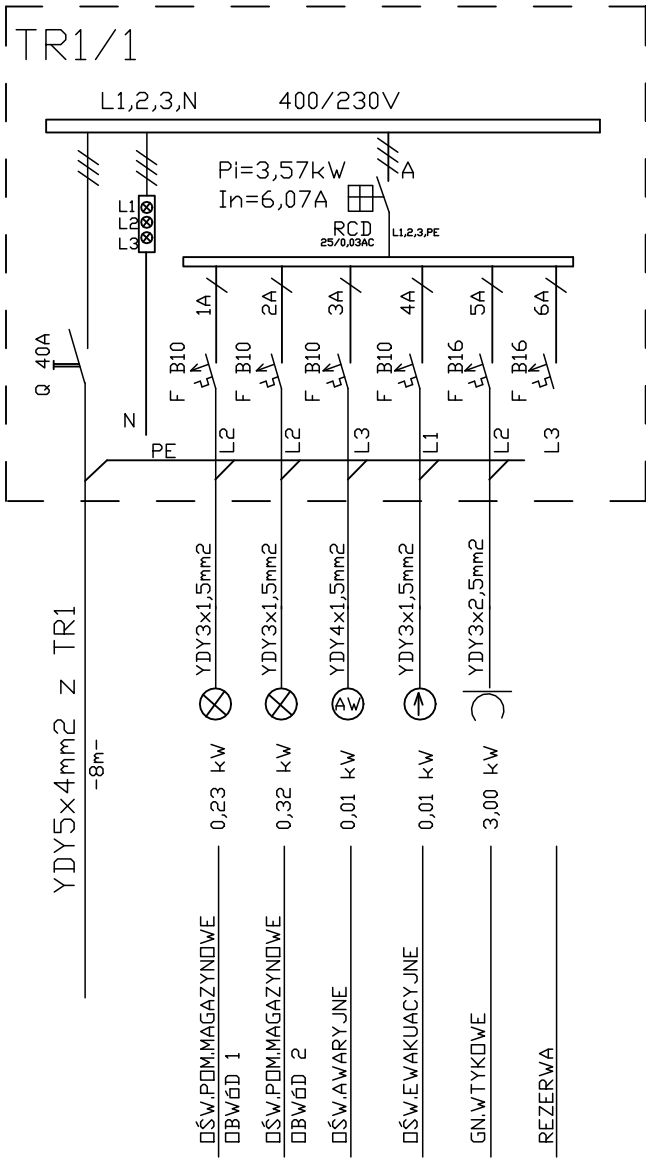 TR1/1
L1,2,3,N 400/230V
Pi=3,57kW
In=6,07A
A
RCD
25/0,03AC
L1,2,3,PE
L1
L2
L3
1A
2A
3A
4A
5A
6A
Q 40A
F B10
F B10
F B10
F B10
F B16
F B16
N
PE
L2
L2
L3
L1
L2
L3
YDY5x4mm2 z TR1
-8m-
YDY3x1,5mm2
YDY3x1,5mm2
YDY4x1,5mm2
YDY3x1,5mm2
YDY3x2,5mm2
AW
0,23 kW
0,32 kW
0,01 kW
0,01 kW
3,00 kW
OŚW.POM.MAGAZYNOWE
OBWÓD 1
OŚW.POM.MAGAZYNOWE
OBWÓD 2
OŚW.AWARYJNE
OŚW.EWAKUACYJNE
GN.WTYKOWE
REZERWA